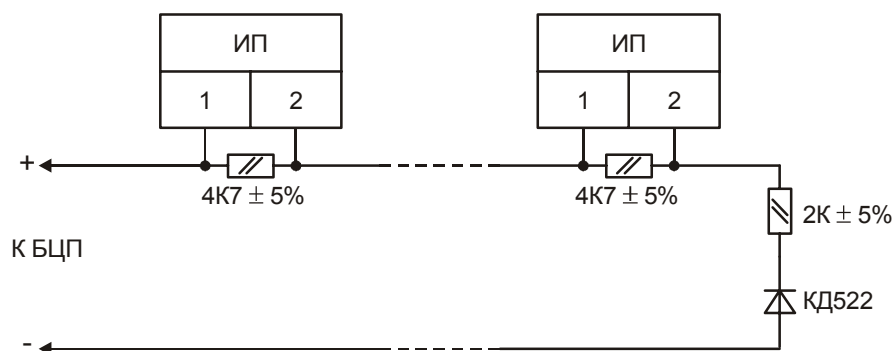 ИП
ИП
1
2
1
2
+
4К7 ± 5%
4К7 ± 5%
2К ± 5%
К БЦП
КД522
-